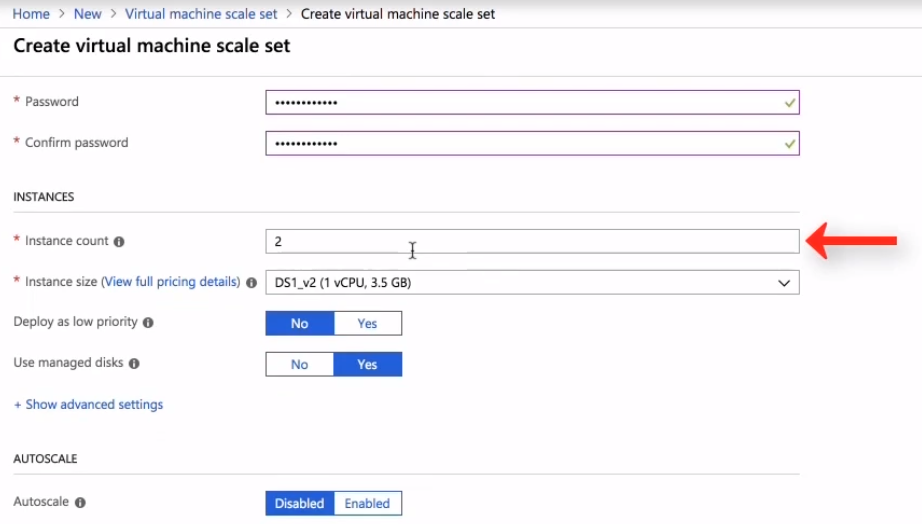 Home > New > Virtual machine scale set > Create virtual machine scale set
Create virtual machine scale set
* Password ••••••••••••
* Confirm password ••••••••••••
INSTANCES
* Instance count 2
* Instance size (View full pricing details) DS1_v2 (1 vCPU, 3.5 GB)
Deploy as low priority No Yes
Use managed disks No Yes
+ Show advanced settings
AUTOSCALE
Autoscale Disabled Enabled